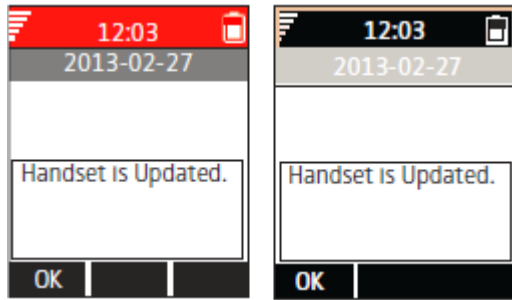 12:03
2013-02-27
Handset is Updated.
OK
12:03
2013-02-27
Handset is Updated.
OK